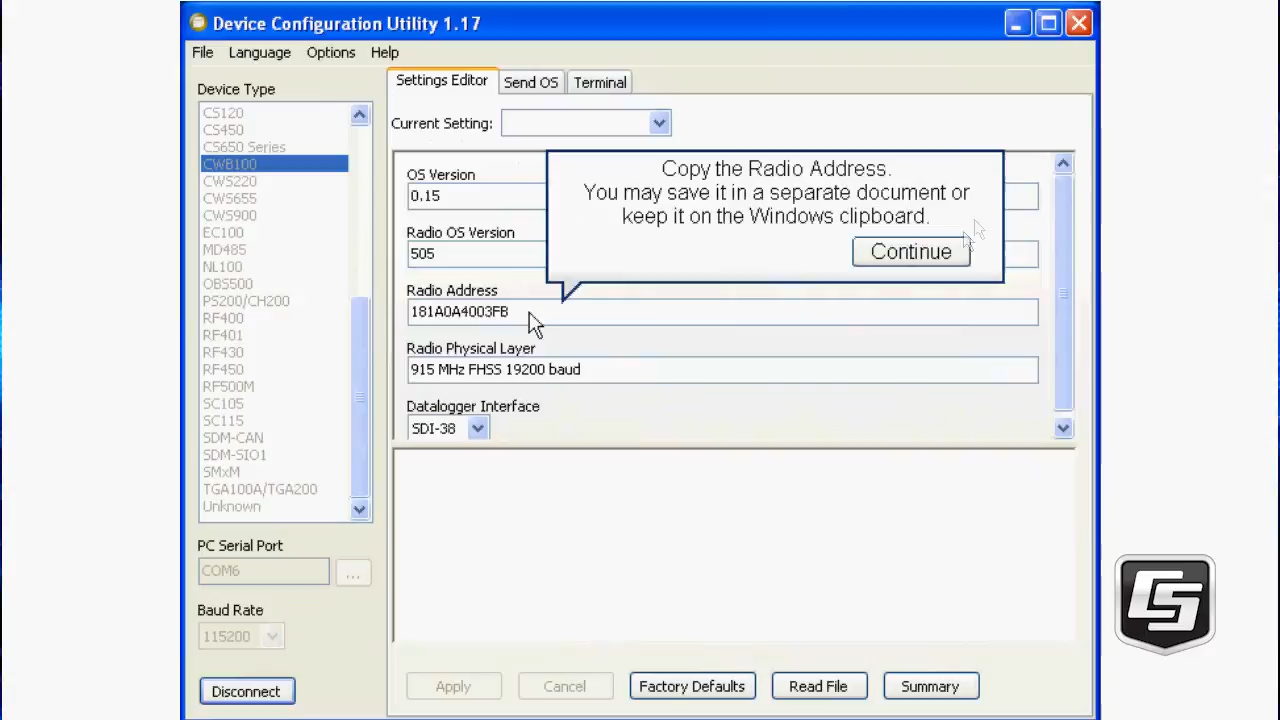 Device Configuration Utility 1.17
File Language Options Help
Device Type
CS120
CS450
CS650 Series
CWB100
CWS220
CWS655
CWS900
EC100
MD485
NL100
OBS500
PS200/CH200
RF400
RF401
RF430
RF450
RF500M
SC105
SC115
SDM-CAN
SDM-SIO1
SMxM
TGA100A/TGA200
Unknown
PC Serial Port
COM6
...
Baud Rate
115200
Disconnect
Settings Editor Send OS Terminal
Current Setting:
OS Version
0.15
Radio OS Version
505
Copy the Radio Address.
You may save it in a separate document or
keep it on the Windows clipboard.
Continue
Radio Address
181A0A4003FB
Radio Physical Layer
915 MHz FHSS 19200 baud
Datalogger Interface
SDI-38
Apply Cancel Factory Defaults Read File Summary
CS